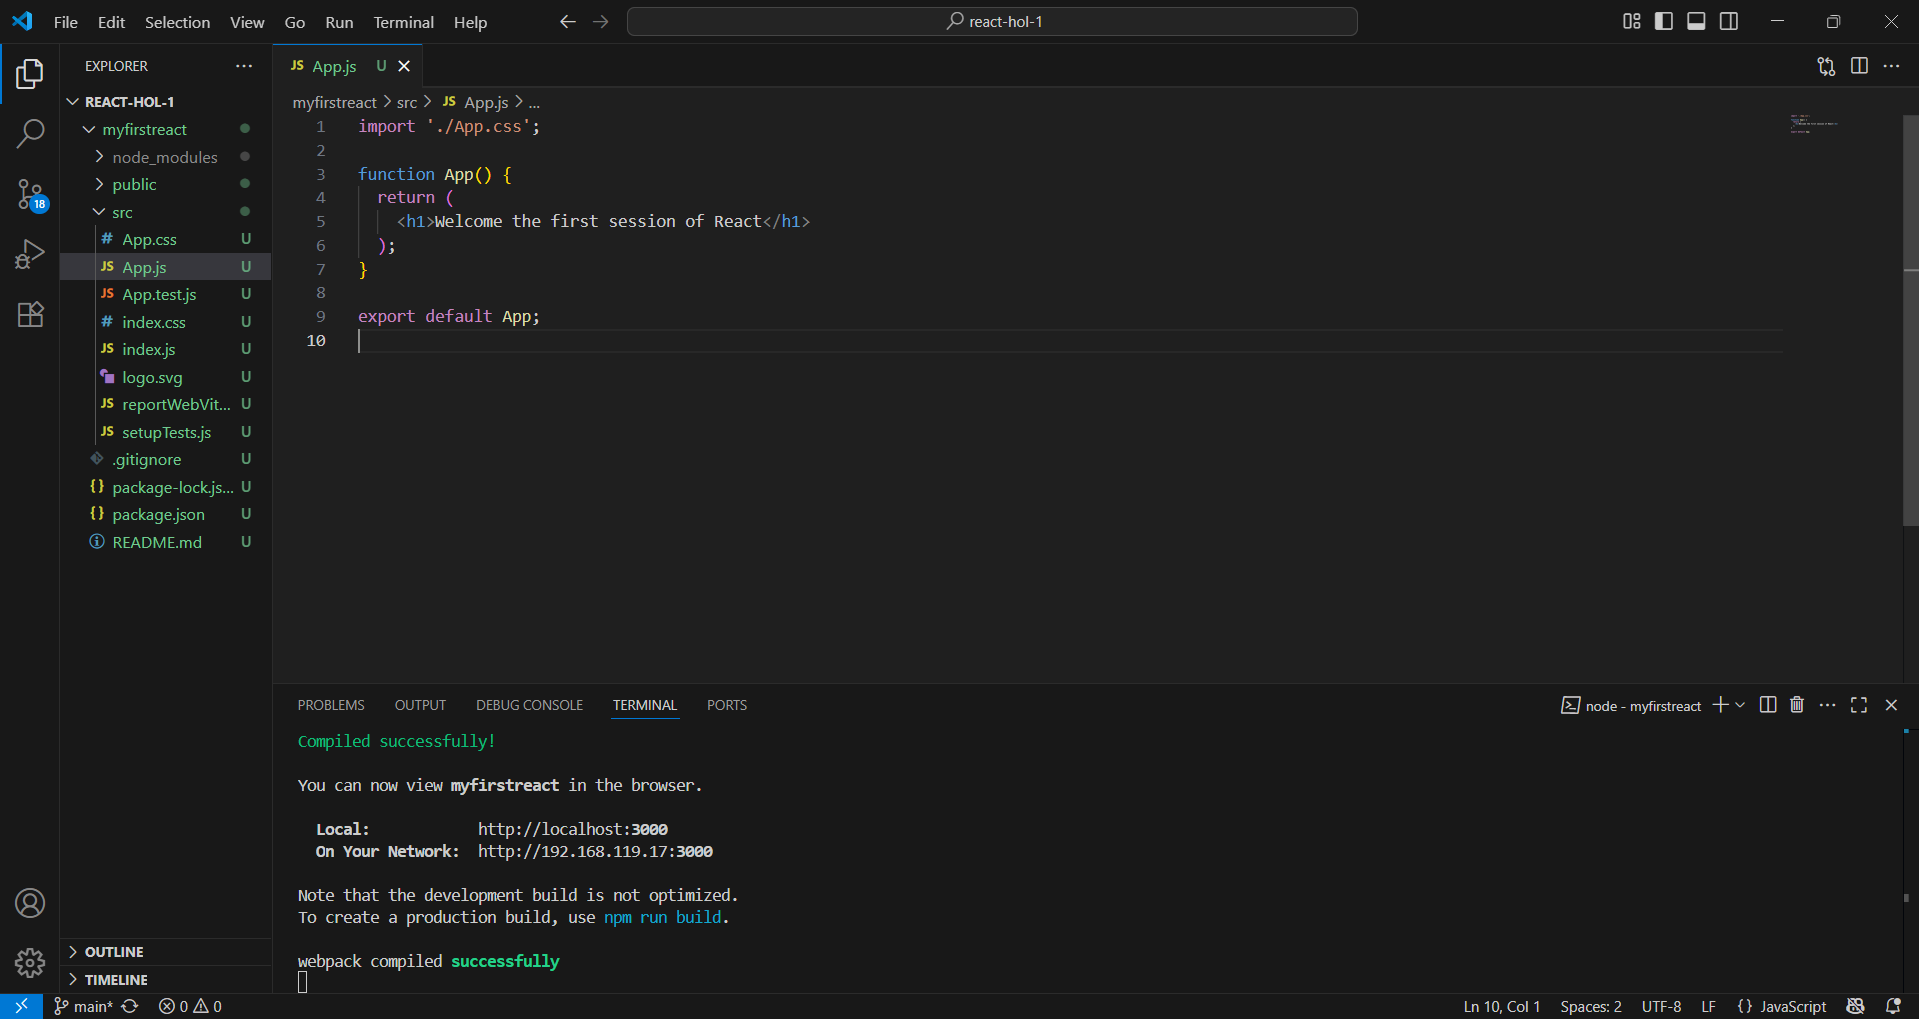 File Edit Selection View Go Run Terminal Help
react-hol-1
EXPLORER
REACT-HOL-1
myfirstreact
node_modules
public
src
# App.css U
JS App.js U
JS App.test.js U
# index.css U
JS index.js U
logo.svg U
JS reportWebVit... U
JS setupTests.js U
.gitignore U
{} package-lock.js... U
{} package.json U
README.md U
OUTLINE
TIMELINE
18
JS App.js U
myfirstreact > src > JS App.js > ...
1 import './App.css';
2
3 function App() {
4 return (
5 <h1>Welcome the first session of React</h1>
6 );
7 }
8
9 export default App;
10
PROBLEMS OUTPUT DEBUG CONSOLE TERMINAL PORTS
node - myfirstreact
Compiled successfully!
You can now view myfirstreact in the browser.
Local: http://localhost:3000
On Your Network: http://192.168.119.17:3000
Note that the development build is not optimized.
To create a production build, use npm run build.
webpack compiled successfully
main* 0 0
Ln 10, Col 1 Spaces: 2 UTF-8 LF {} JavaScript